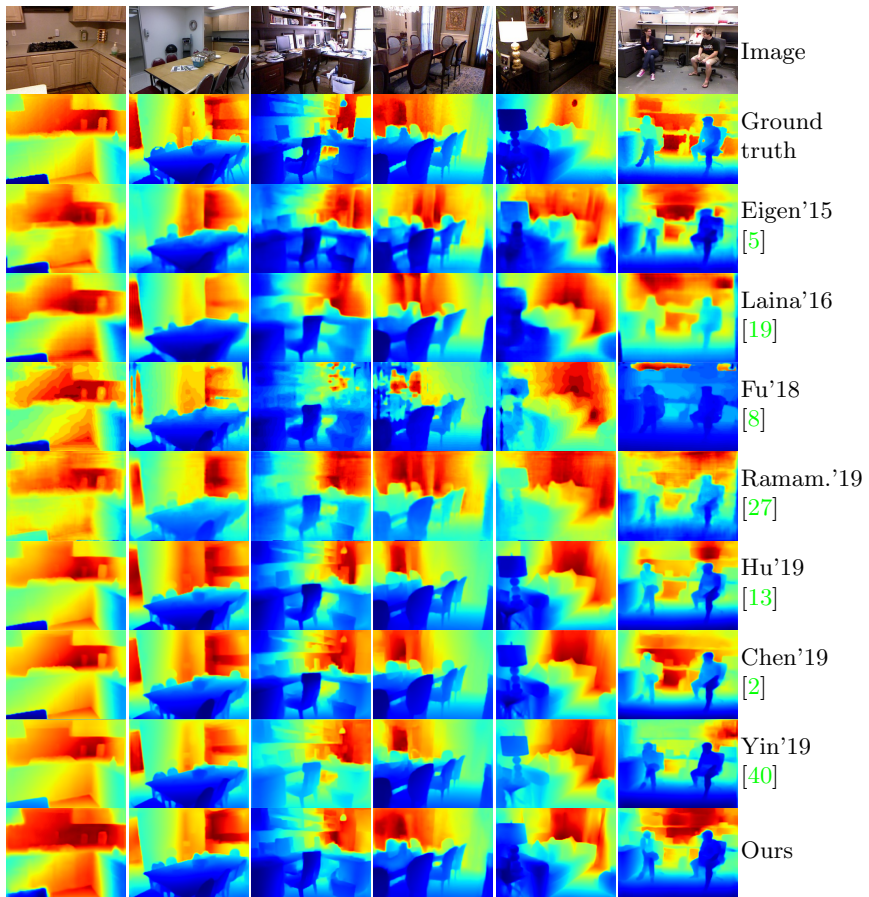 Image
Ground
truth
Eigen'15
[5]
Laina'16
[19]
Fu'18
[8]
Ramam.'19
[27]
Hu'19
[13]
Chen'19
[2]
Yin'19
[40]
Ours